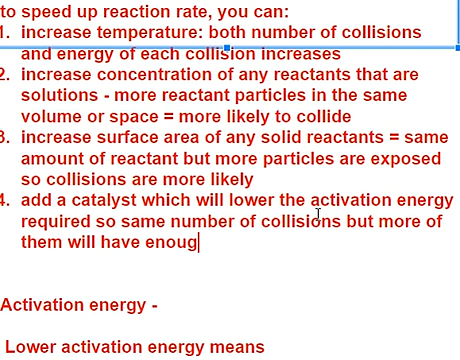 to speed up reaction rate, you can:
1. increase temperature: both number of collisions
and energy of each collision increases
2. increase concentration of any reactants that are
solutions - more reactant particles in the same
volume or space = more likely to collide
3. increase surface area of any solid reactants = same
amount of reactant but more particles are exposed
so collisions are more likely
4. add a catalyst which will lower the activation energy
required so same number of collisions but more of
them will have enoug
Activation energy -
Lower activation energy means